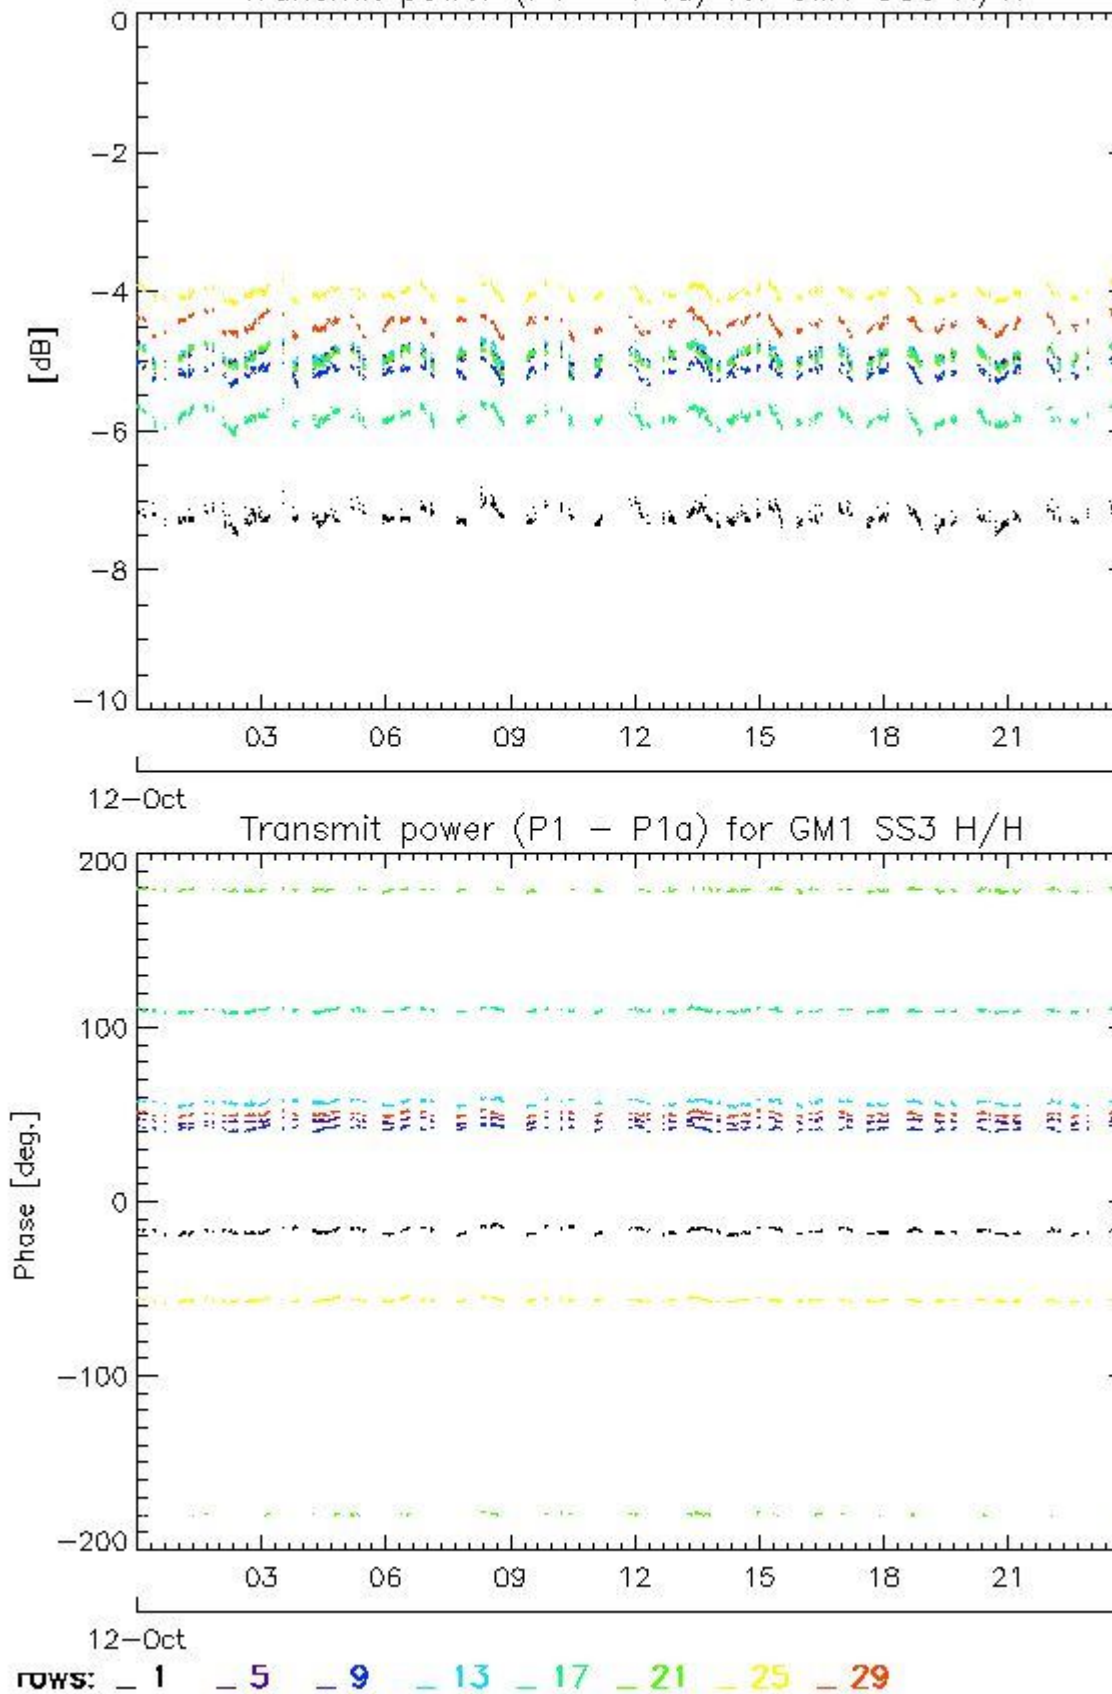 0
−2
−4
[dB]
−6
−8
−10
03 06 09 12 15 18 21
12−Oct
Transmit power (P1 − P1a) for GM1 SS3 H/H
200
100
Phase [deg.]
0
−100
−200
03 06 09 12 15 18 21
12−Oct
rows: _ 1 _ 5 _ 9 _ 13 _ 17 _ 21 _ 25 _ 29